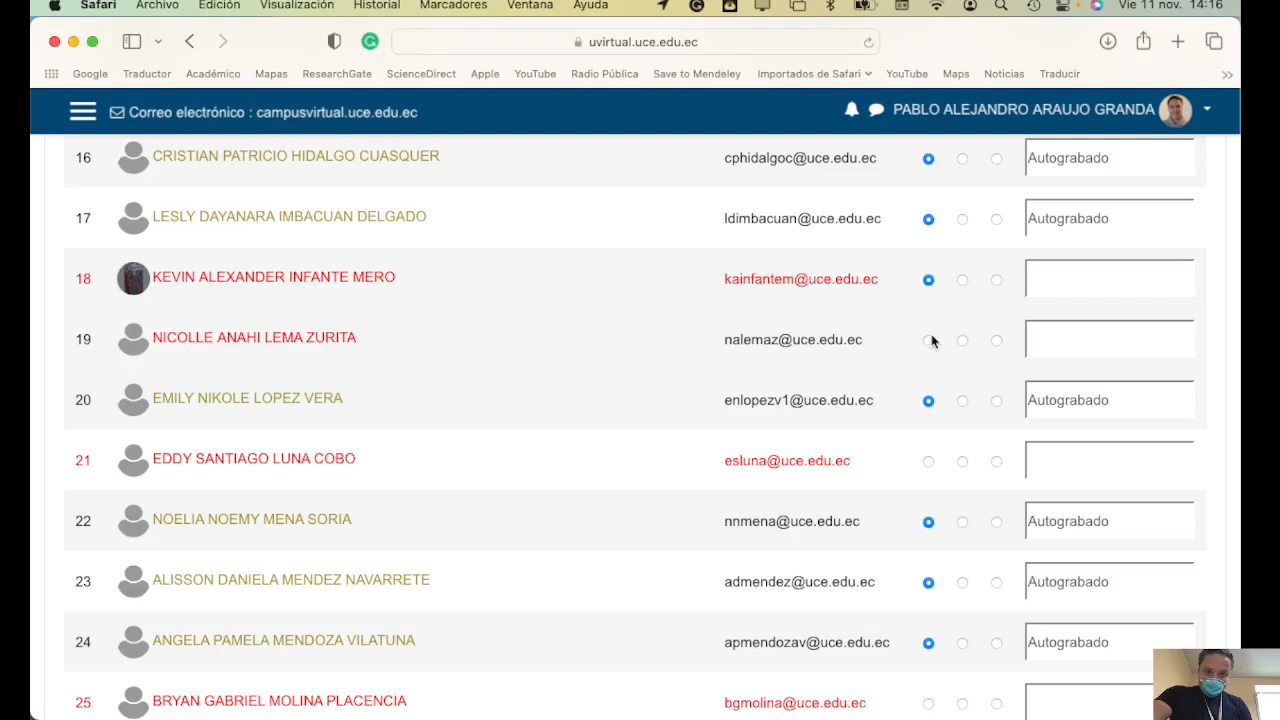 Safari Archivo Edición Visualización Historial Marcadores Ventana Ayuda Vie 11 nov. 14:16
uvirtual.uce.edu.ec
Google Traductor Académico Mapas ResearchGate ScienceDirect Apple YouTube Radio Pública Save to Mendeley Importados de Safari YouTube Maps Noticias Traducir
Correo electrónico : campusvirtual.uce.edu.ec PABLO ALEJANDRO ARAUJO GRANDA
16 CRISTIAN PATRICIO HIDALGO CUASQUER cphidalgoc@uce.edu.ec Autograbado
17 LESLY DAYANARA IMBACUAN DELGADO ldimbacuan@uce.edu.ec Autograbado
18 KEVIN ALEXANDER INFANTE MERO kainfantem@uce.edu.ec
19 NICOLLE ANAHI LEMA ZURITA nalemaz@uce.edu.ec
20 EMILY NIKOLE LOPEZ VERA enlopezv1@uce.edu.ec Autograbado
21 EDDY SANTIAGO LUNA COBO esluna@uce.edu.ec
22 NOELIA NOEMY MENA SORIA nnmena@uce.edu.ec Autograbado
23 ALISSON DANIELA MENDEZ NAVARRETE admendez@uce.edu.ec Autograbado
24 ANGELA PAMELA MENDOZA VILATUNA apmendozav@uce.edu.ec Autograbado
25 BRYAN GABRIEL MOLINA PLACENCIA bgmolina@uce.edu.ec